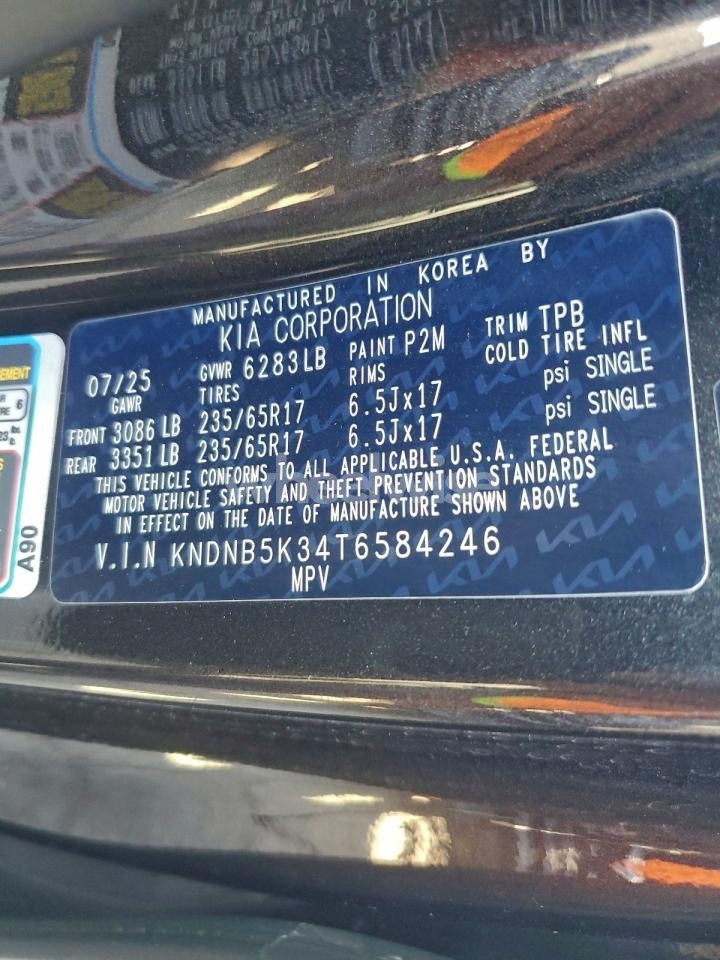 MANUFACTURED IN KOREA BY
KIA CORPORATION
07/25 GVWR 6283LB PAINT P2M TRIM TPB
GAWR TIRES RIMS COLD TIRE INFL
FRONT 3086 LB 235/65R17 6.5Jx17 psi SINGLE
REAR 3351 LB 235/65R17 6.5Jx17 psi SINGLE
THIS VEHICLE CONFORMS TO ALL APPLICABLE U.S.A. FEDERAL
MOTOR VEHICLE SAFETY AND THEFT PREVENTION STANDARDS
IN EFFECT ON THE DATE OF MANUFACTURE SHOWN ABOVE
V.I.N KNDNB5K34T6584246
MPV
A90